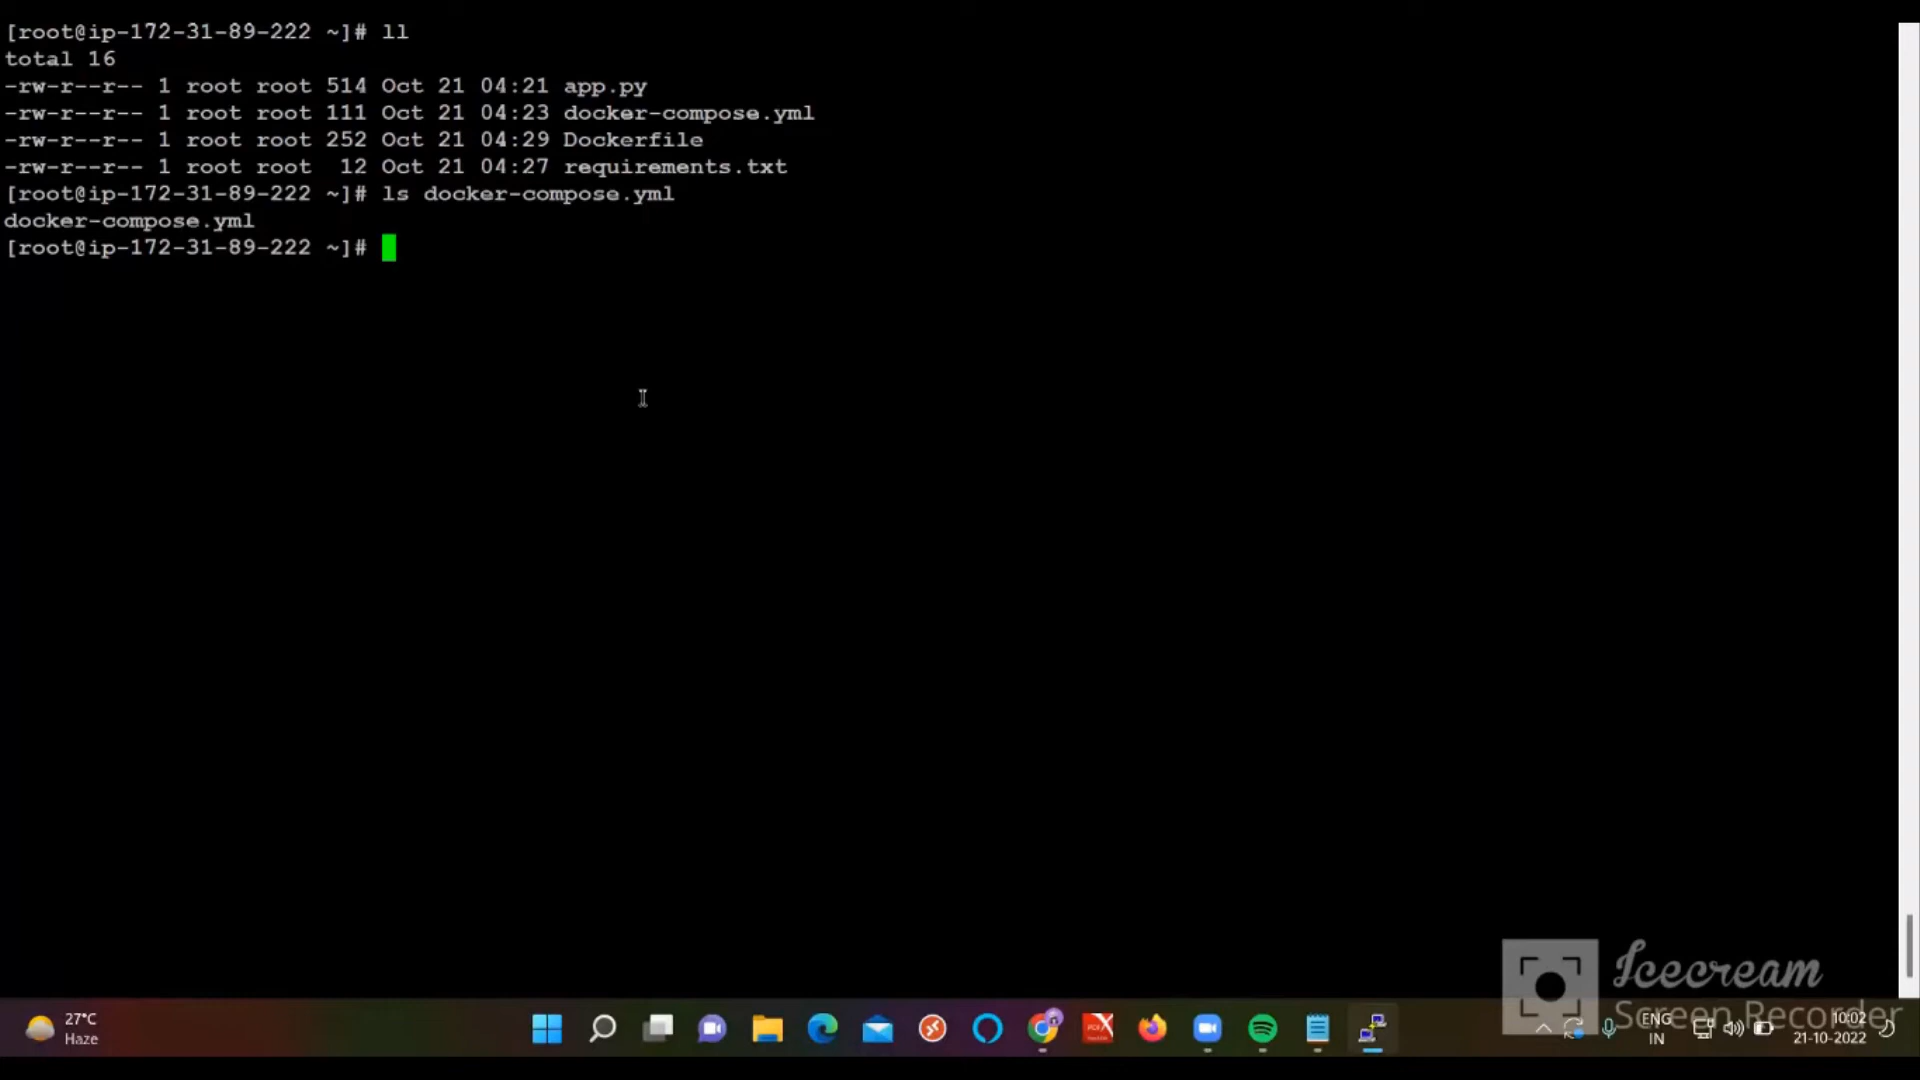 [root@ip-172-31-89-222 ~]# ll
total 16
-rw-r--r-- 1 root root 514 Oct 21 04:21 app.py
-rw-r--r-- 1 root root 111 Oct 21 04:23 docker-compose.yml
-rw-r--r-- 1 root root 252 Oct 21 04:29 Dockerfile
-rw-r--r-- 1 root root  12 Oct 21 04:27 requirements.txt
[root@ip-172-31-89-222 ~]# ls docker-compose.yml
docker-compose.yml
[root@ip-172-31-89-222 ~]#
Icecream
Screen Recorder
27°C
Haze
ENG
IN
10:02
21-10-2022